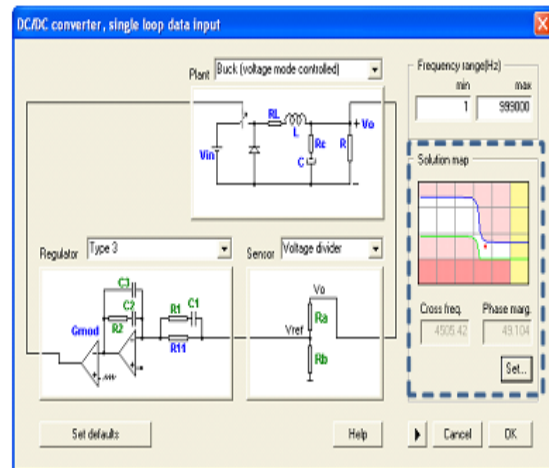 DC/DC converter, single loop data input
Plant Buck (voltage mode controlled)
Frequency range(Hz)
min max
1 999000
RL
L
+Vo
Vin
Rc
C
R
Solution map
Regulator Type 3
Sensor Voltage divider
C3
C2
R2
Gmod
R1 C1
R11
Vo
Vref
Ra
Rb
Cross freq. Phase marg.
4505.42 49.104
Set...
Set defaults
Help
Cancel
OK